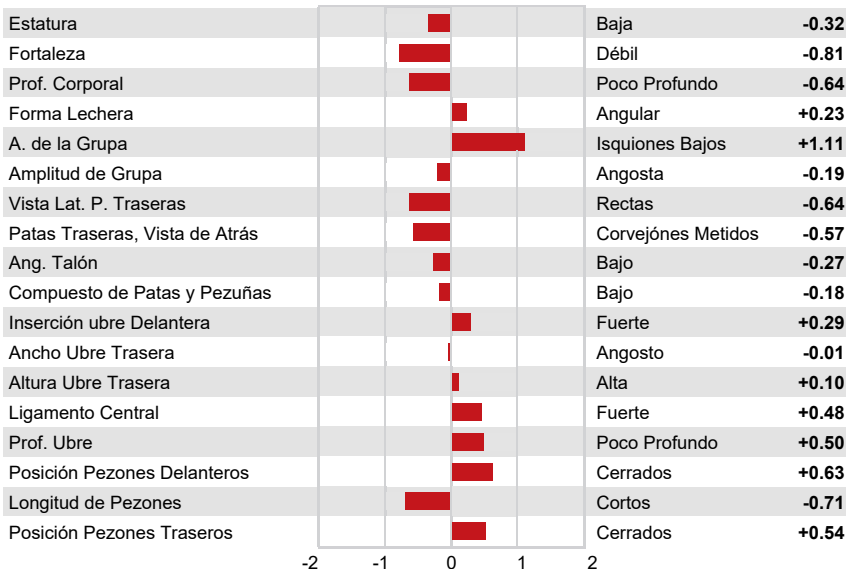 Estatura Baja -0.32
Fortaleza Débil -0.81
Prof. Corporal Poco Profundo -0.64
Forma Lechera Angular +0.23
A. de la Grupa Isquiones Bajos +1.11
Amplitud de Grupa Angosta -0.19
Vista Lat. P. Traseras Rectas -0.64
Patas Traseras, Vista de Atrás Corvejónes Metidos -0.57
Ang. Talón Bajo -0.27
Compuesto de Patas y Pezuñas Bajo -0.18
Inserción ubre Delantera Fuerte +0.29
Ancho Ubre Trasera Angosto -0.01
Altura Ubre Trasera Alta +0.10
Ligamento Central Fuerte +0.48
Prof. Ubre Poco Profundo +0.50
Posición Pezones Delanteros Cerrados +0.63
Longitud de Pezones Cortos -0.71
Posición Pezones Traseros Cerrados +0.54
-2 -1 0 1 2